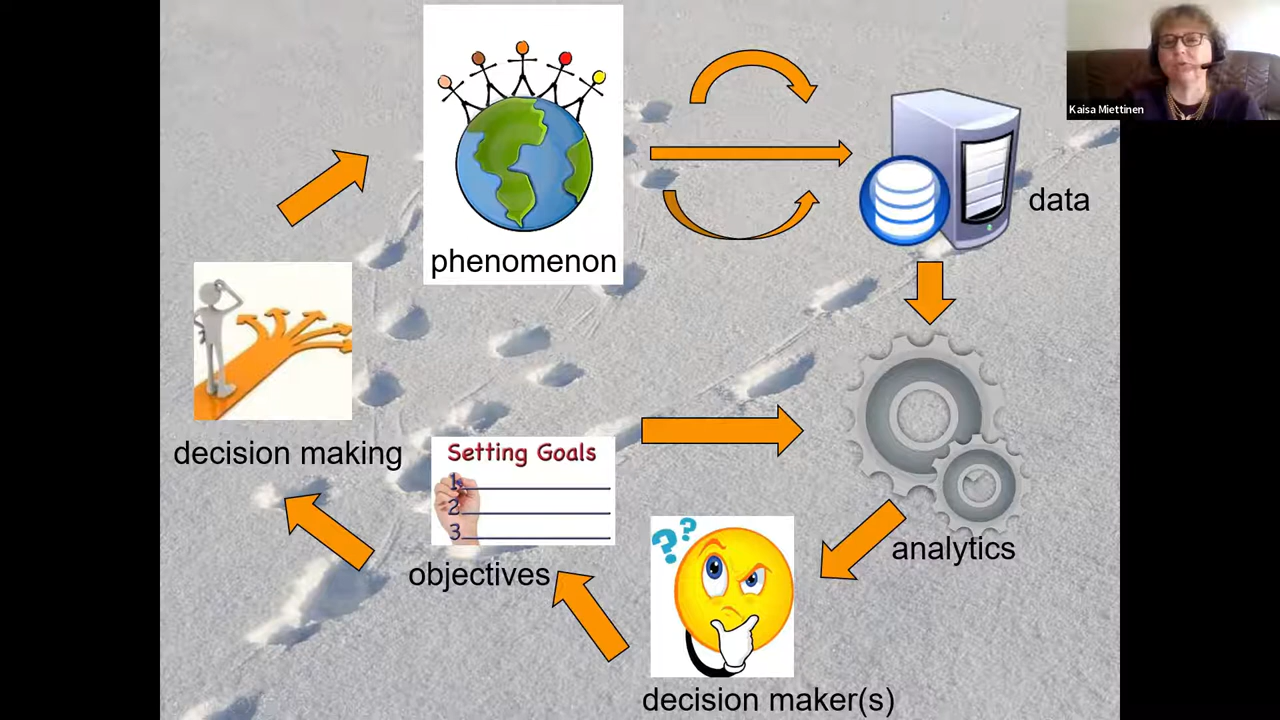 Kaisa Miettinen
phenomenon
data
decision making
Setting Goals
1
2
3
objectives
analytics
??
decision maker(s)